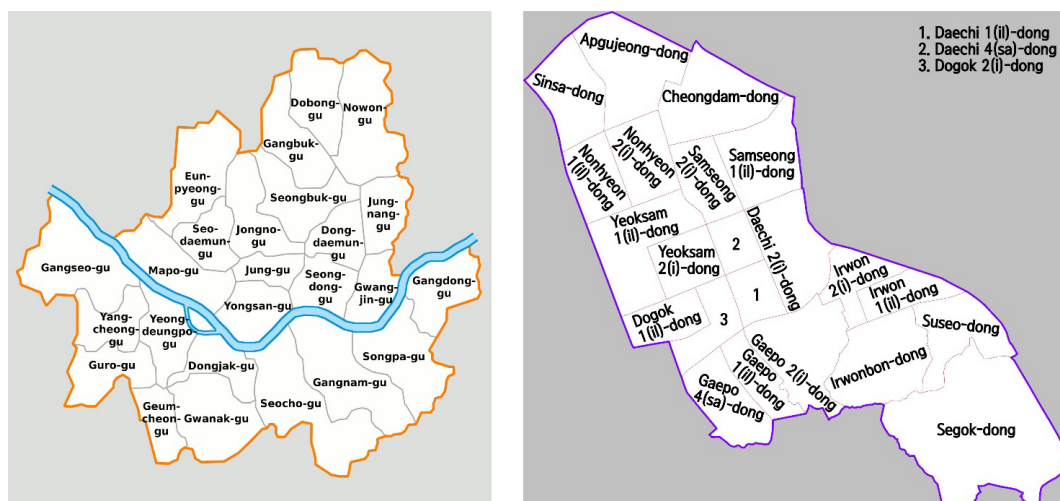 Dobong-
gu
Nowon-
gu
Gangbuk-
gu
Eun-
pyeong-
gu
Seongbuk-gu
Jung-
nang-
gu
Seo-
daemun-
gu
Jongno-
gu
Dong-
daemun-
gu
Gangseo-gu
Mapo-gu
Jung-gu
Seong-
dong-
gu
Gwang-
jin-gu
Gangdong-
gu
Yang-
cheong-
gu
Yeong-
deungpo-
gu
Yongsan-gu
Guro-gu
Dongjak-gu
Songpa-gu
Gangnam-gu
Geum-
cheon-
gu
Gwanak-gu
Seocho-gu
1. Daechi 1(il)-dong
2. Daechi 4(sa)-dong
3. Dogok 2(i)-dong
Apgujeong-dong
Sinsa-dong
Cheongdam-dong
Nonhyeon
1(il)-dong
Nonhyeon
2(i)-dong
Samseong
2(i)-dong
Samseong
1(il)-dong
Yeoksam
1(il)-dong
Yeoksam
2(i)-dong
2
Daechi 2(i)-dong
1
Irwon
2(i)-dong
Irwon
1(il)-dong
Dogok
1(il)-dong
3
Suseo-dong
Gaepo 2(i)-dong
Gaepo
1(il)-dong
Gaepo
4(sa)-dong
Irwonbon-dong
Segok-dong